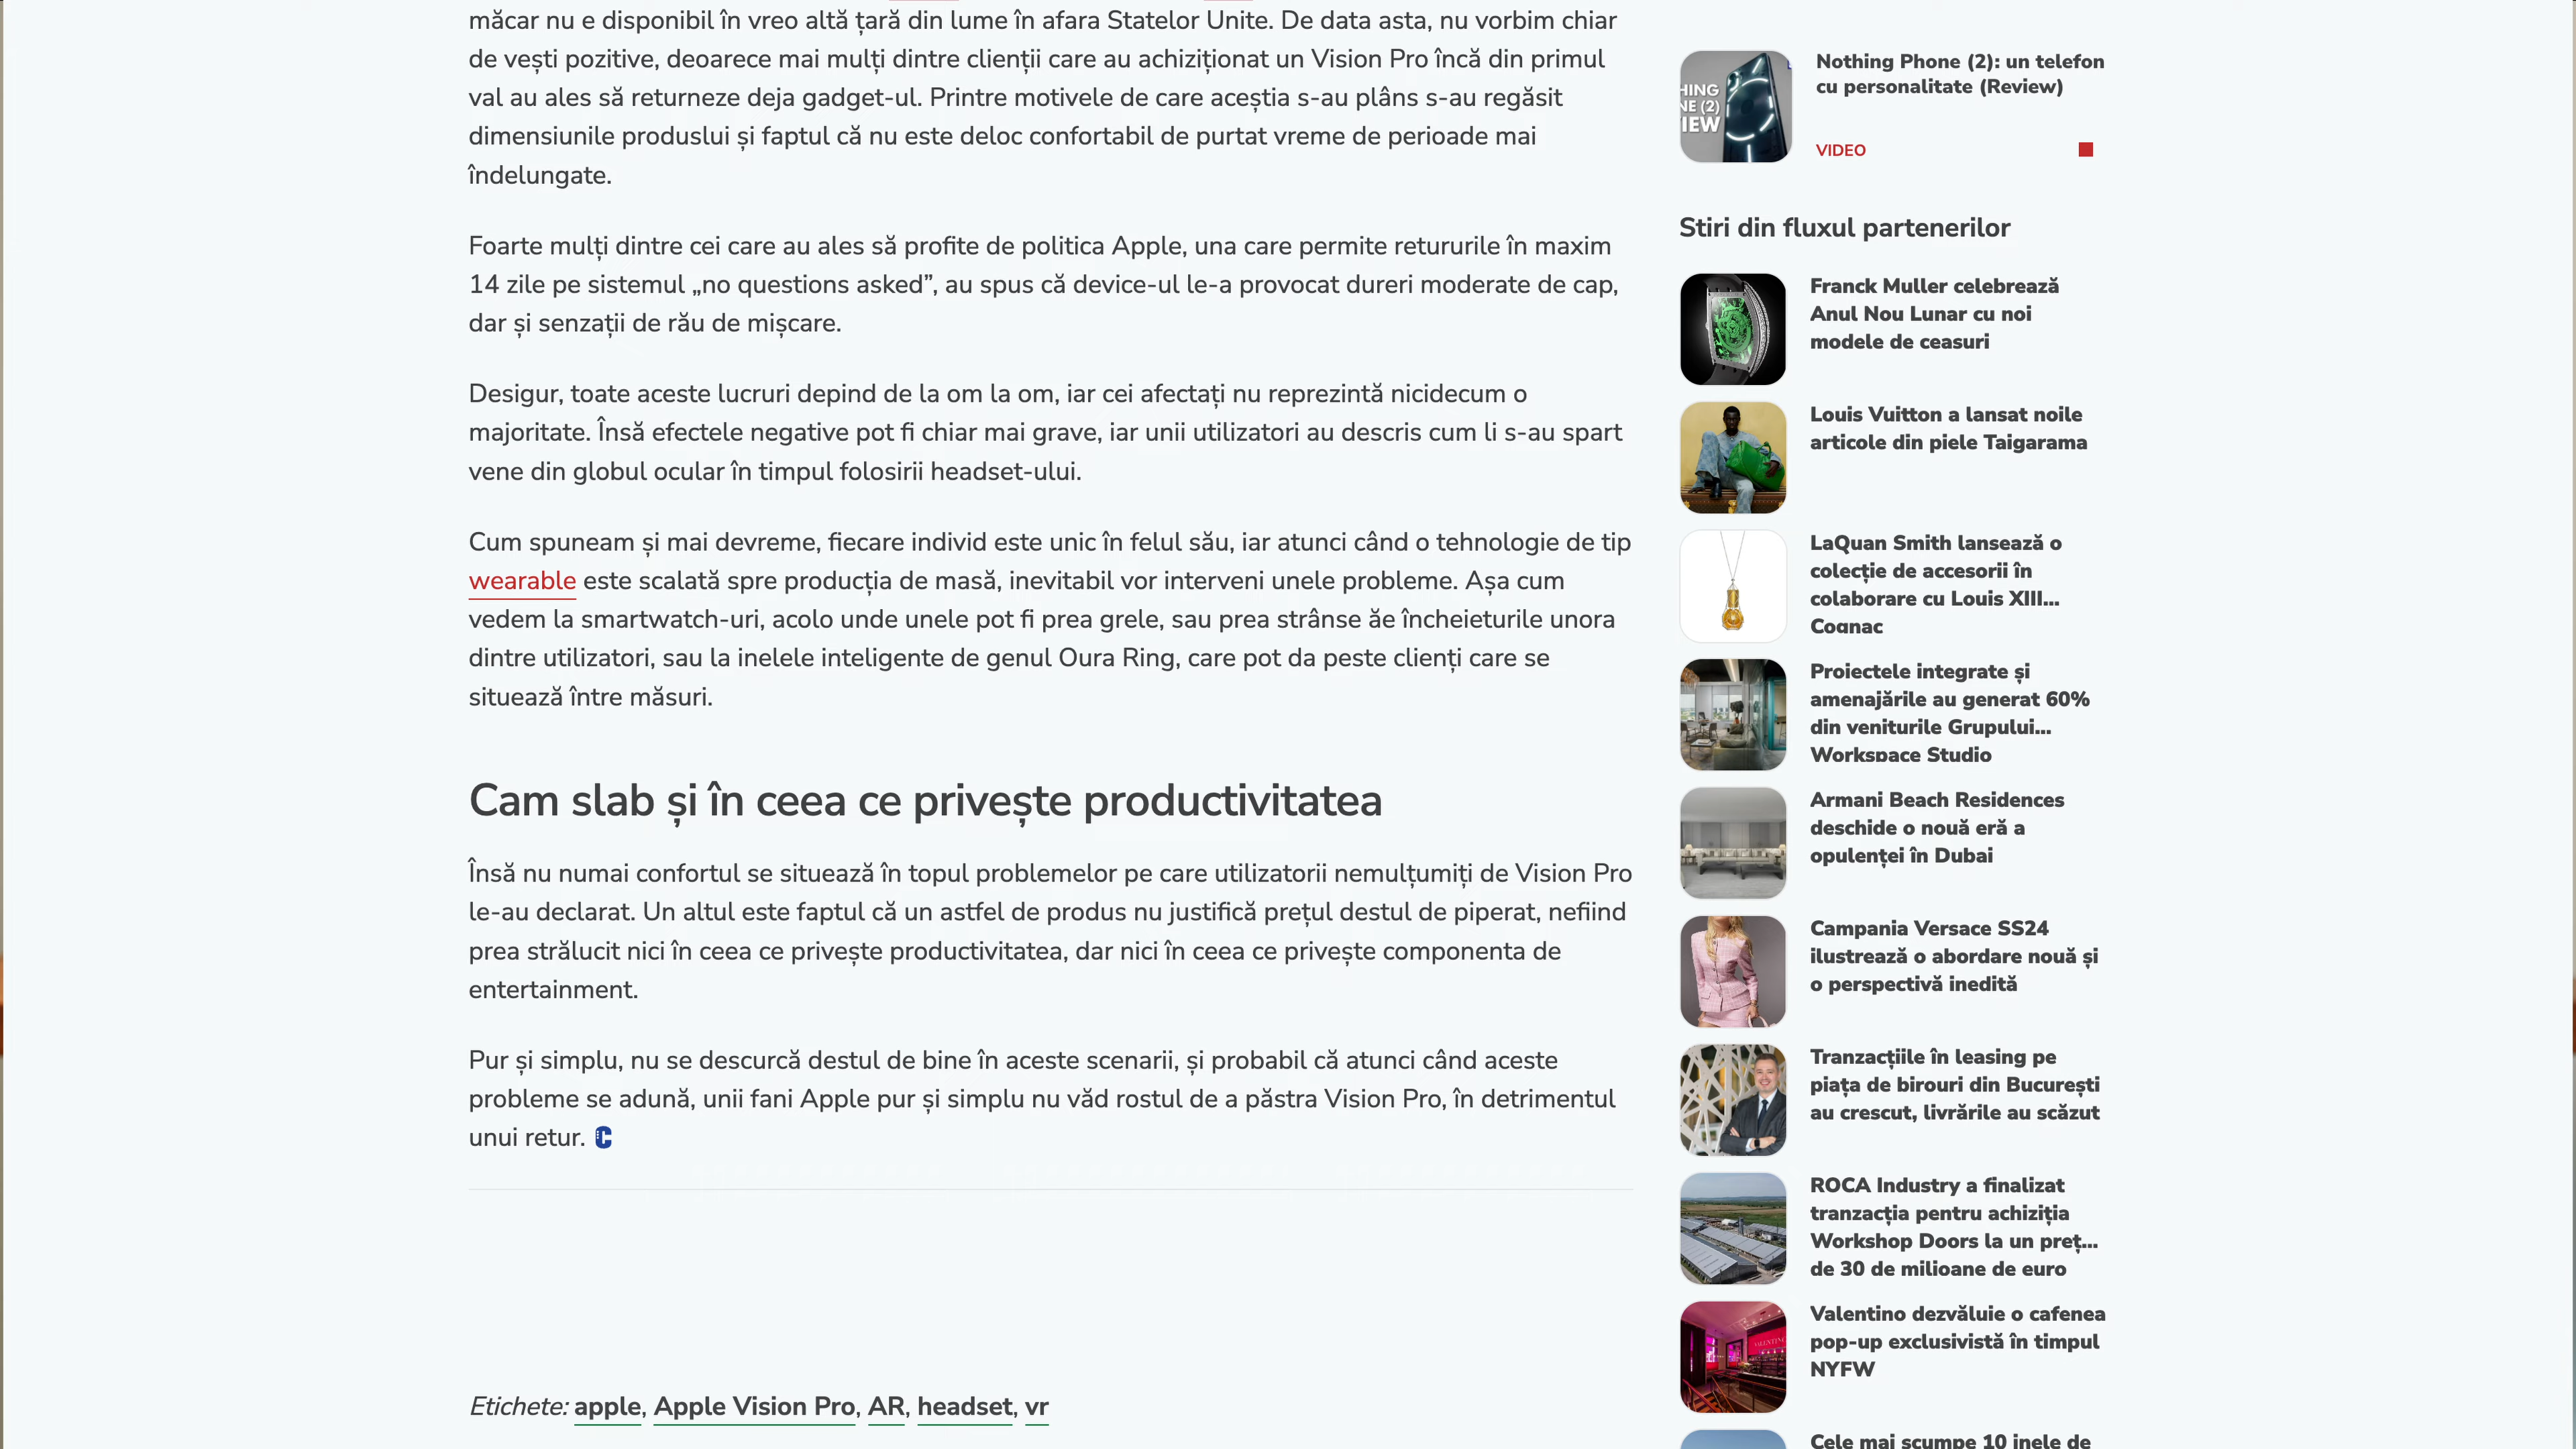 măcar nu e disponibil în vreo altă țară din lume în afara Statelor Unite. De data asta, nu vorbim chiar
de vești pozitive, deoarece mai mulți dintre clienții care au achiziționat un Vision Pro încă din primul
val au ales să returneze deja gadget-ul. Printre motivele de care aceștia s-au plâns s-au regăsit
dimensiunile produslui și faptul că nu este deloc confortabil de purtat vreme de perioade mai
îndelungate.
Foarte mulți dintre cei care au ales să profite de politica Apple, una care permite retururile în maxim
14 zile pe sistemul „no questions asked”, au spus că device-ul le-a provocat dureri moderate de cap,
dar și senzații de rău de mișcare.
Desigur, toate aceste lucruri depind de la om la om, iar cei afectați nu reprezintă nicidecum o
majoritate. Însă efectele negative pot fi chiar mai grave, iar unii utilizatori au descris cum li s-au spart
vene din globul ocular în timpul folosirii headset-ului.
Cum spuneam și mai devreme, fiecare individ este unic în felul său, iar atunci când o tehnologie de tip
wearable este scalată spre producția de masă, inevitabil vor interveni unele probleme. Așa cum
vedem la smartwatch-uri, acolo unde unele pot fi prea grele, sau prea strânse ăe încheieturile unora
dintre utilizatori, sau la inelele inteligente de genul Oura Ring, care pot da peste clienți care se
situează între măsuri.
Cam slab și în ceea ce privește productivitatea
Însă nu numai confortul se situează în topul problemelor pe care utilizatorii nemulțumiți de Vision Pro
le-au declarat. Un altul este faptul că un astfel de produs nu justifică prețul destul de piperat, nefiind
prea strălucit nici în ceea ce privește productivitatea, dar nici în ceea ce privește componenta de
entertainment.
Pur și simplu, nu se descurcă destul de bine în aceste scenarii, și probabil că atunci când aceste
probleme se adună, unii fani Apple pur și simplu nu văd rostul de a păstra Vision Pro, în detrimentul
unui retur. C
Etichete: apple, Apple Vision Pro, AR, headset, vr
HING
NE (2)
IEW
Nothing Phone (2): un telefon
cu personalitate (Review)
VIDEO
Stiri din fluxul partenerilor
Franck Muller celebrează
Anul Nou Lunar cu noi
modele de ceasuri
Louis Vuitton a lansat noile
articole din piele Taigarama
LaQuan Smith lansează o
colecție de accesorii în
colaborare cu Louis XIII...
Cognac
Proiectele integrate și
amenajările au generat 60%
din veniturile Grupului...
Workspace Studio
Armani Beach Residences
deschide o nouă eră a
opulenței în Dubai
Campania Versace SS24
ilustrează o abordare nouă și
o perspectivă inedită
Tranzacțiile în leasing pe
piața de birouri din București
au crescut, livrările au scăzut
ROCA Industry a finalizat
tranzacția pentru achiziția
Workshop Doors la un preț...
de 30 de milioane de euro
VALENTINO
Valentino dezvăluie o cafenea
pop-up exclusivistă în timpul
NYFW
Cele mai scumpe 10 inele de